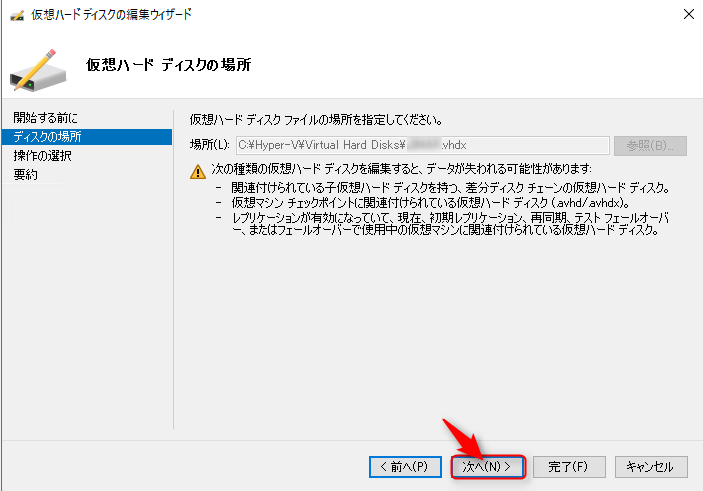 仮想ハード ディスクの編集ウィザード
仮想ハード ディスクの場所
開始する前に
ディスクの場所
操作の選択
要約
仮想ハード ディスク ファイルの場所を指定してください。
場所(L): C:¥Hyper-V¥Virtual Hard Disks¥ .vhdx 参照(B)...
次の種類の仮想ハード ディスクを編集すると、データが失われる可能性があります:
- 関連付けられている子仮想ハード ディスクを持つ、差分ディスク チェーンの仮想ハード ディスク。
- 仮想マシン チェックポイントに関連付けられている仮想ハード ディスク (.avhd/.avhdx)。
- レプリケーションが有効になっていて、現在、初期レプリケーション、再同期、テスト フェールオーバ
ー、またはフェールオーバーで使用中の仮想マシンに関連付けられている仮想ハード ディスク。
< 前へ(P) 次へ(N) > 完了(F) キャンセル